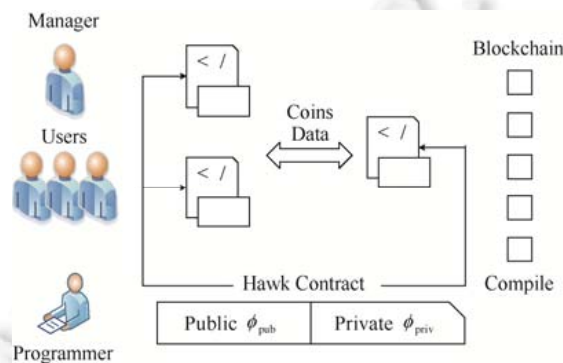 Manager
Users
Programmer
< /
< /
Coins
Data
< /
Blockchain
Compile
Hawk Contract
Public ϕpub
Private ϕpriv